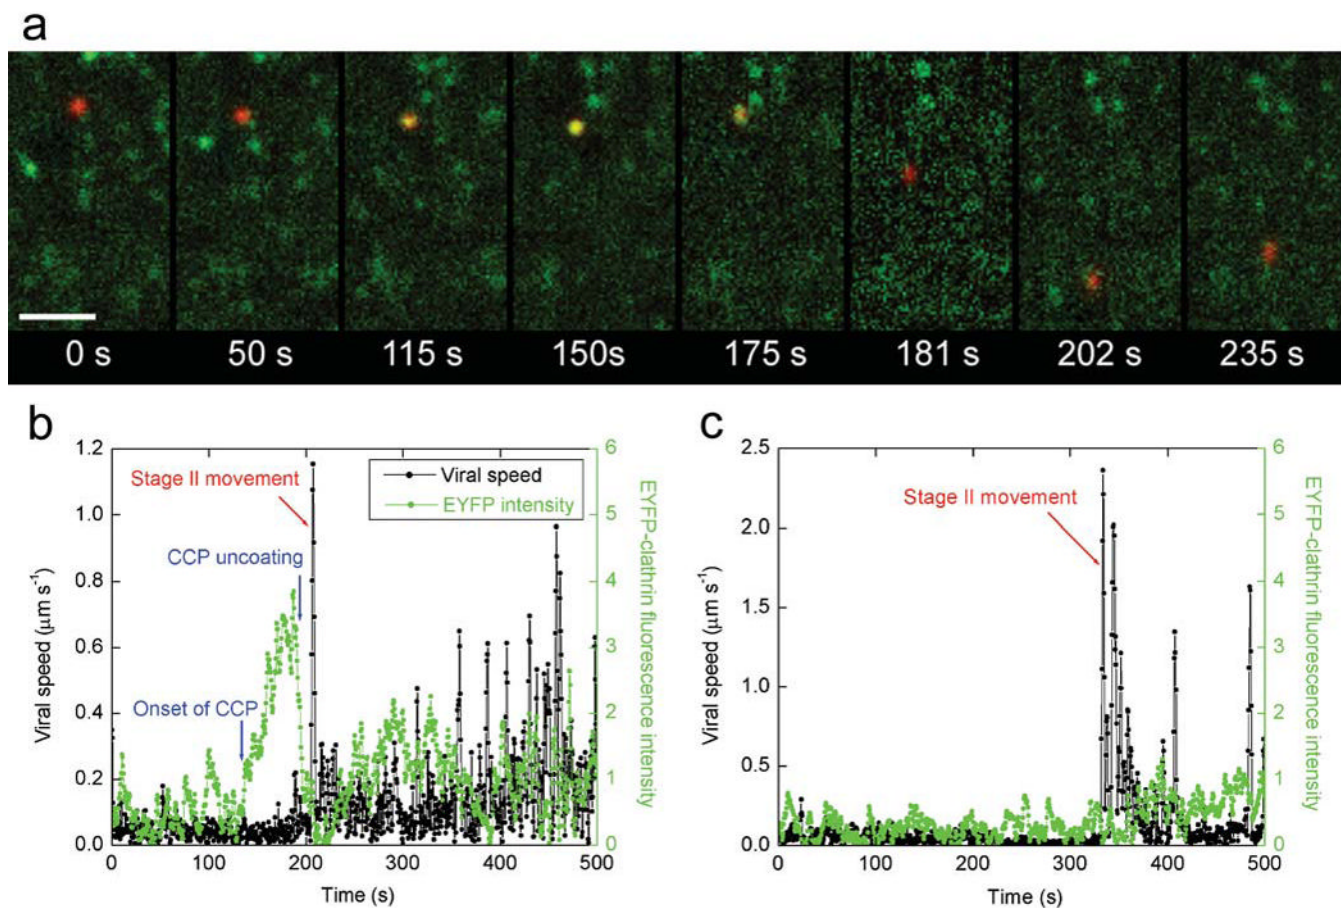 a
0 s 50 s 115 s 150s 175 s 181 s 202 s 235 s
b
1.2
1.0
0.8
0.6
0.4
0.2
0.0
Viral speed (μm s⁻¹)
Stage II movement
CCP uncoating
Onset of CCP
Viral speed
EYFP intensity
6
5
4
3
2
1
0
EYFP-clathrin fluorescence intensity
0 100 200 300 400 500
Time (s)
c
2.5
2.0
1.5
1.0
0.5
0.0
Viral speed (μm s⁻¹)
Stage II movement
6
5
4
3
2
1
0
EYFP-clathrin fluorescence intensity
0 100 200 300 400 500
Time (s)